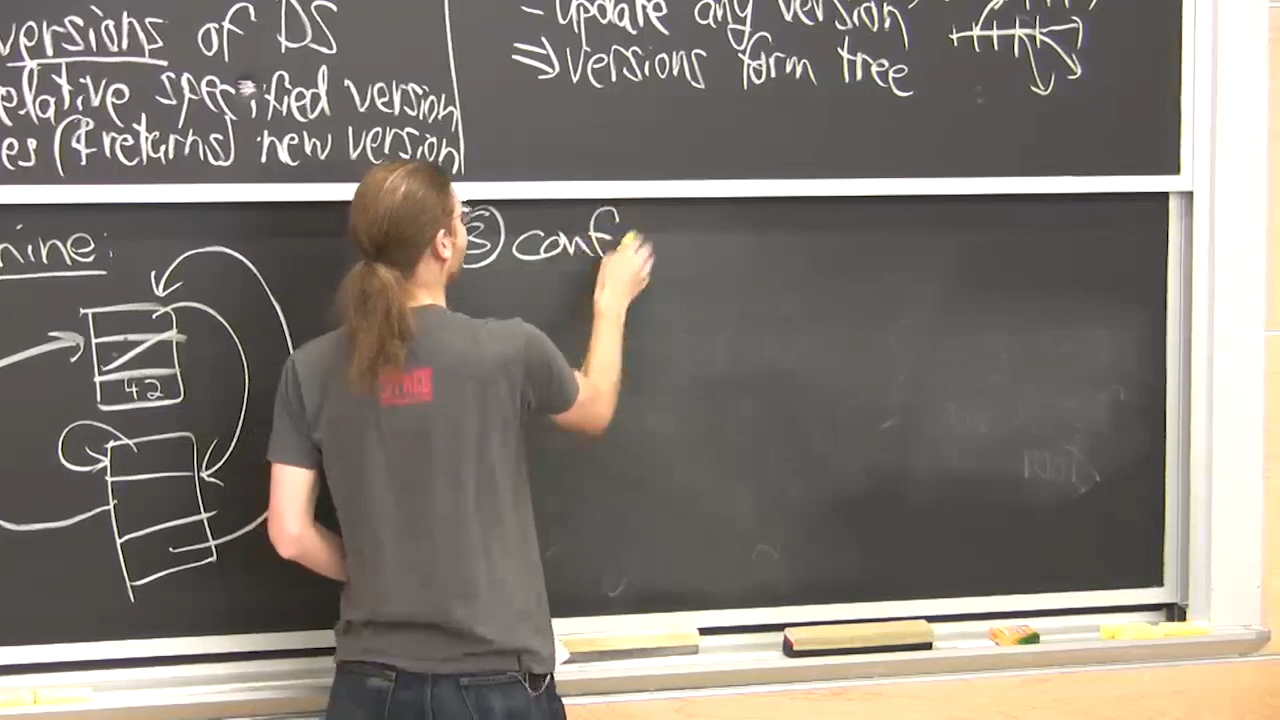 versions of DS
elative specified version
es (& returns) new version
- update any version
⇒ versions form tree
nine:
42
③ conf